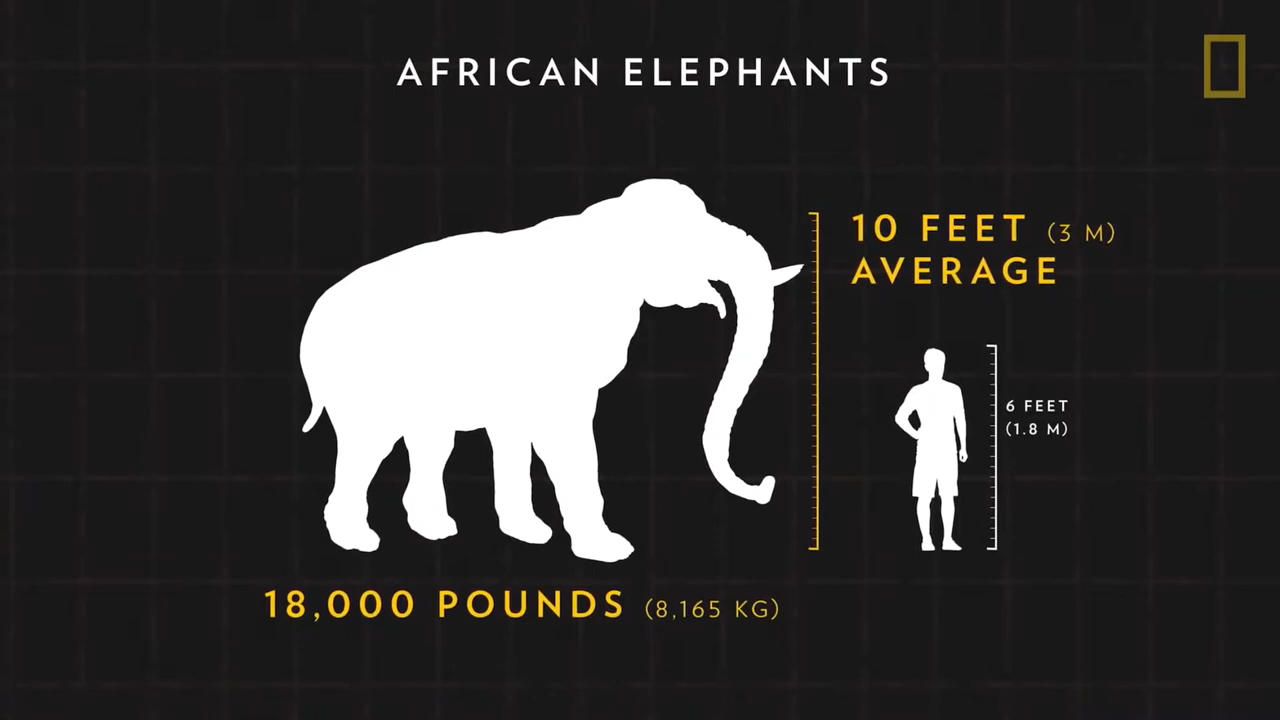 AFRICAN ELEPHANTS
10 FEET (3 M)
AVERAGE
6 FEET
(1.8 M)
18,000 POUNDS (8,165 KG)